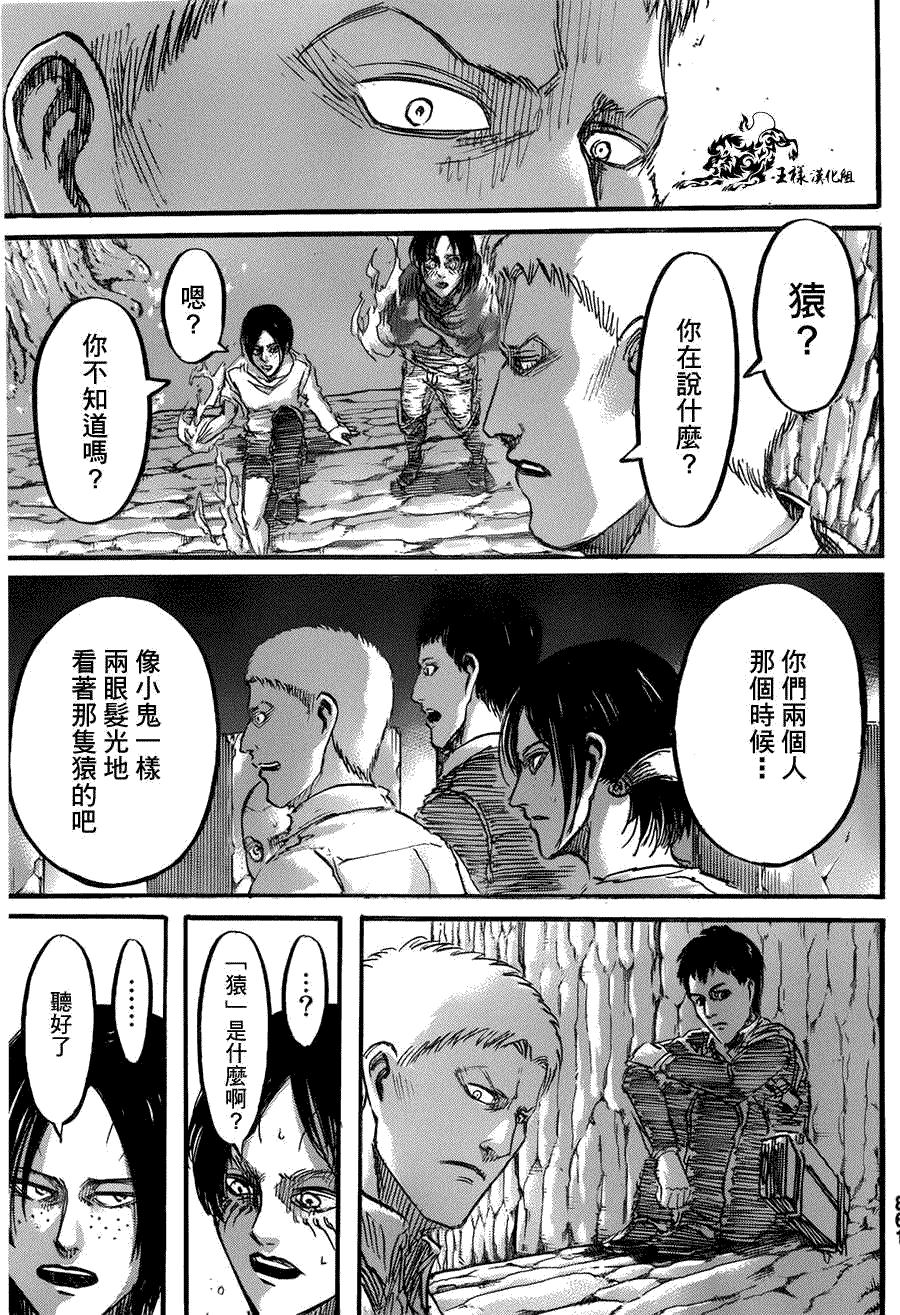 王様漢化組
猿？
你在說什麼？
嗯？
你不知道嗎？
你們兩個人
那個時候…
像小鬼一樣
兩眼髮光地
看著那隻猿的吧
…？
「猿」是什麼啊？
……
聽好了